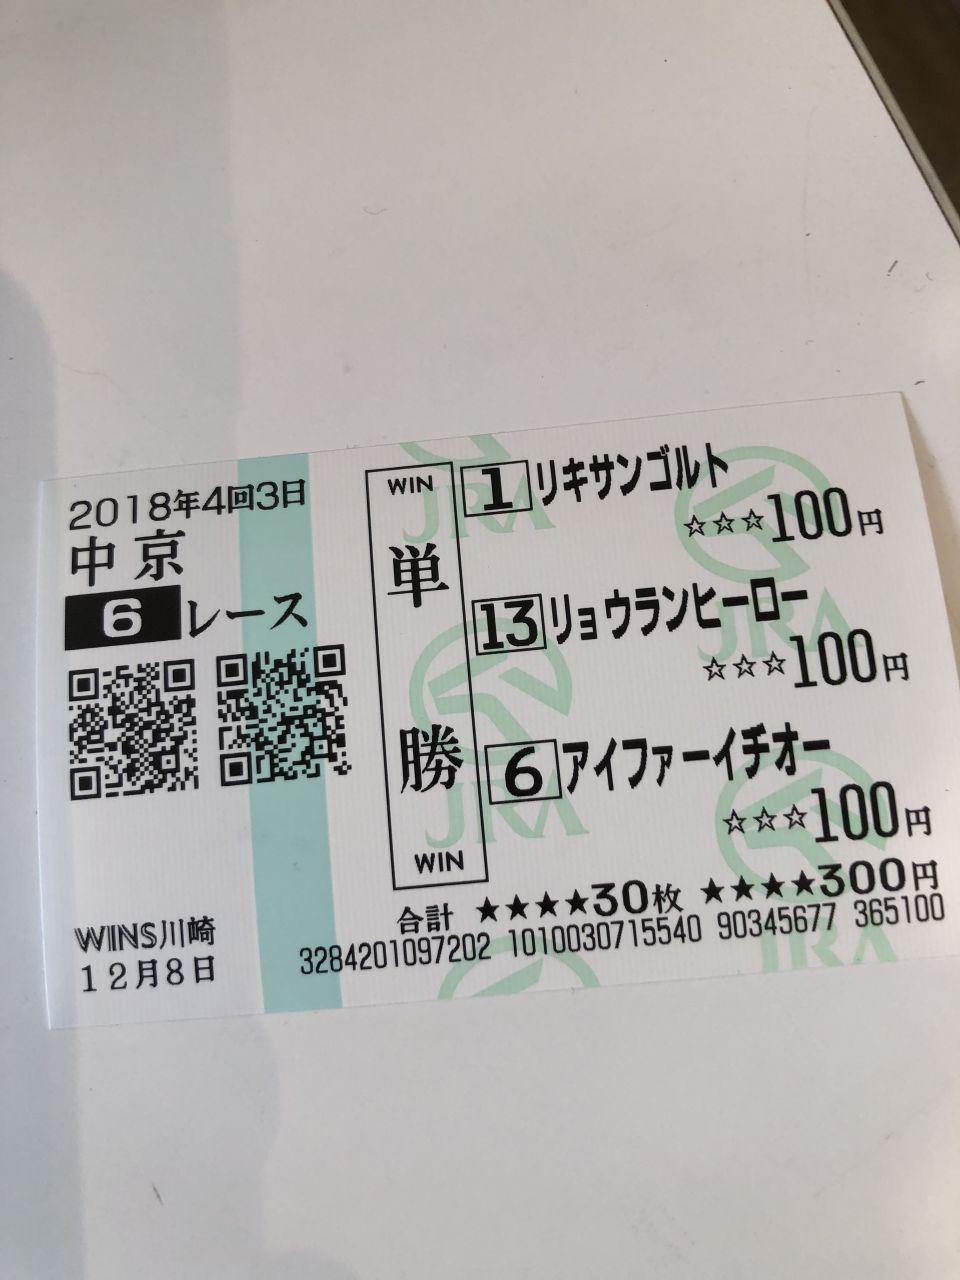 2018年4回3日
中京
6レース
WINS川崎
12月8日
WIN
単勝
WIN
1 リキサンゴルト
☆☆☆100円
13 リョウランヒーロー
☆☆☆100円
6 アイファーイチオー
☆☆☆100円
合計 ★★★★30枚 ★★★★300円
3284201097202 1010030715540 90345677 365100
JRA
JRA
JRA
JRA